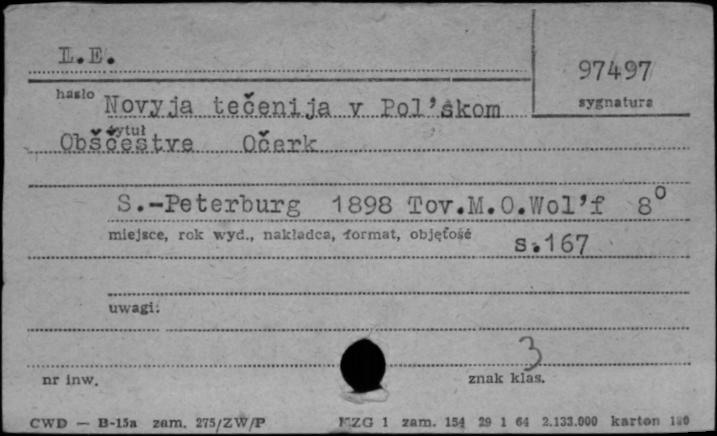 L.E.
97497
hasło
sygnatura
Novyja tečenija v Pol'škom
tytuł
Obščestve Očerk
S.-Peterburg 1898 Tov.M.O.Wol'f 8°
miejsce, rok wyd., nakładca, format, objętość
s.167
uwagi:
3
nr inw.
znak klas.
CWD — B-15a zam. 275/ZW/P
KZG 1 zam. 154 29 1 64 2.133.000 karton